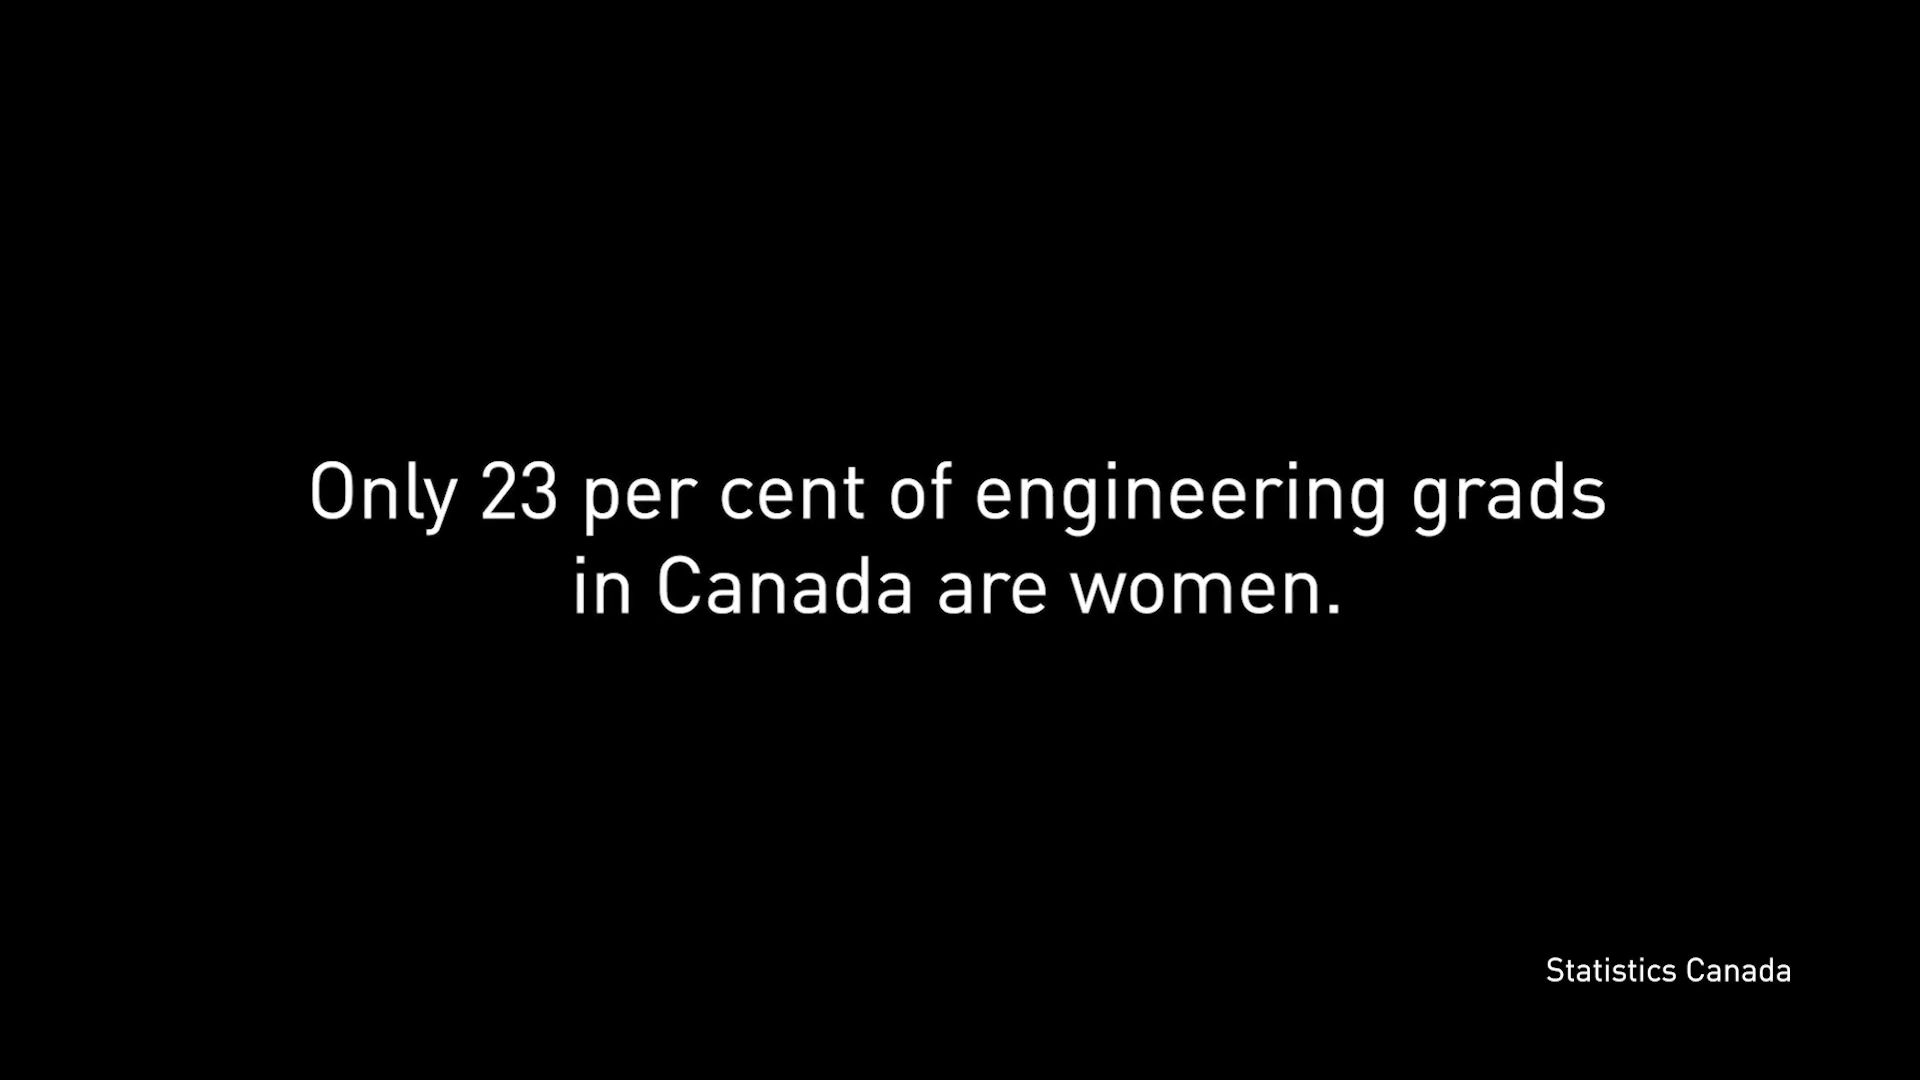 Only 23 per cent of engineering grads
in Canada are women.
Statistics Canada